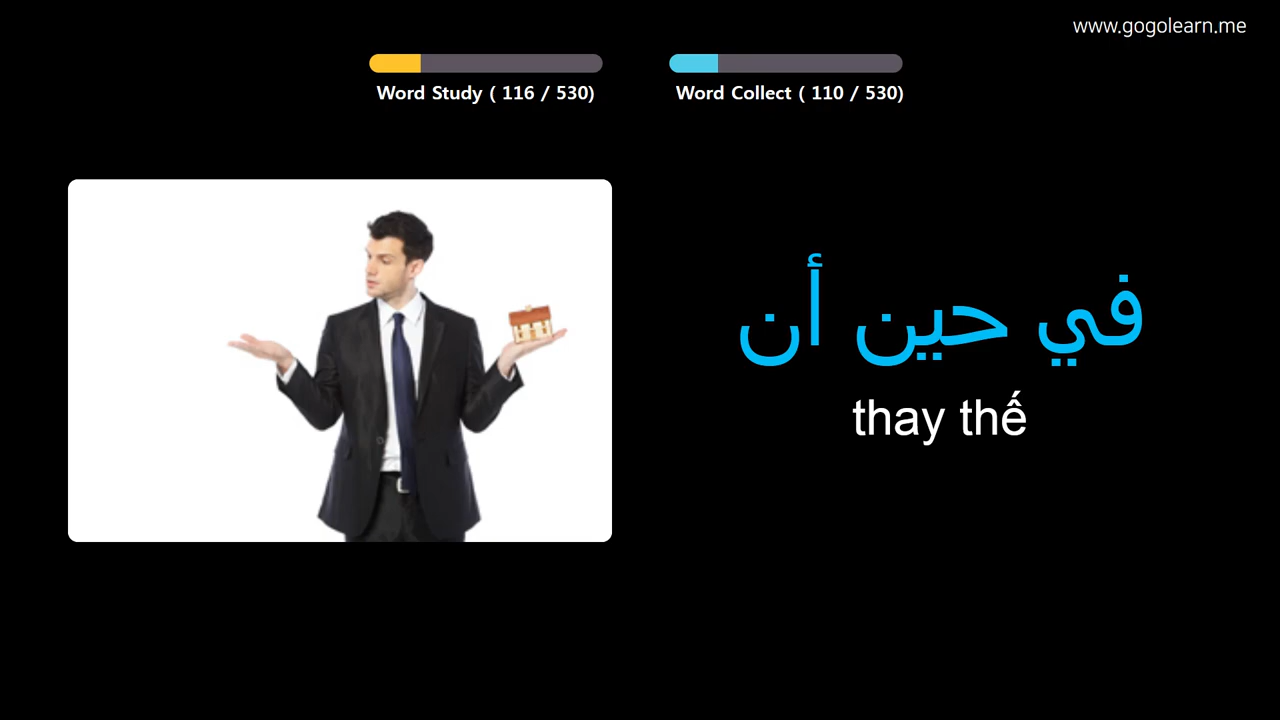 www.gogolearn.me
Word Study ( 116 / 530)
Word Collect ( 110 / 530)
في حين أن
thay thế